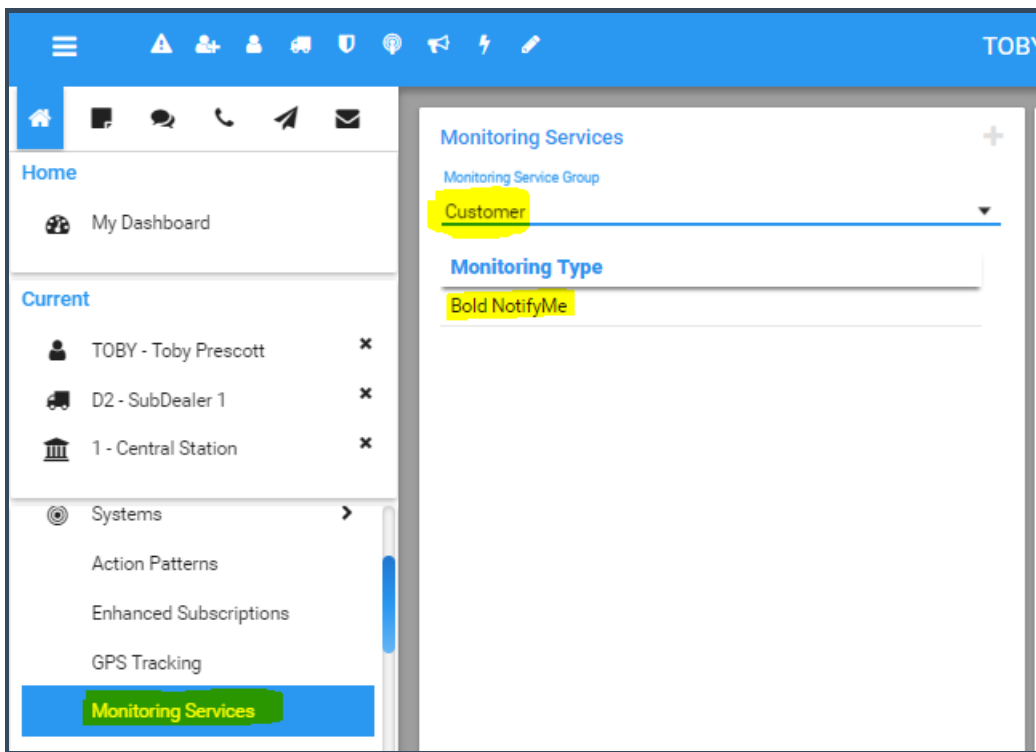 TOBY
Home
My Dashboard
Current
TOBY - Toby Prescott
D2 - SubDealer 1
1 - Central Station
Systems
Action Patterns
Enhanced Subscriptions
GPS Tracking
Monitoring Services
Monitoring Services
Monitoring Service Group
Customer
Monitoring Type
Bold NotifyMe